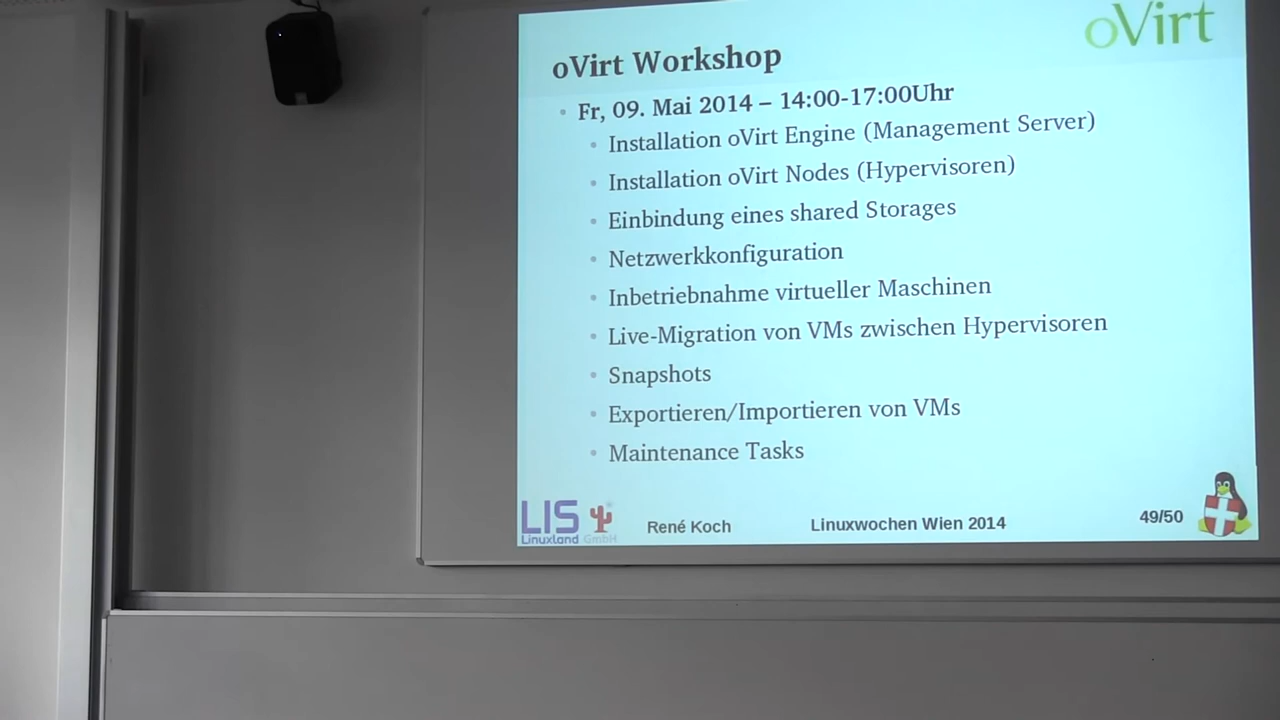 oVirt
oVirt Workshop
Fr, 09. Mai 2014 – 14:00-17:00Uhr
Installation oVirt Engine (Management Server)
Installation oVirt Nodes (Hypervisoren)
Einbindung eines shared Storages
Netzwerkkonfiguration
Inbetriebnahme virtueller Maschinen
Live-Migration von VMs zwischen Hypervisoren
Snapshots
Exportieren/Importieren von VMs
Maintenance Tasks
LIS
Linuxland GmbH
René Koch
Linuxwochen Wien 2014
49/50